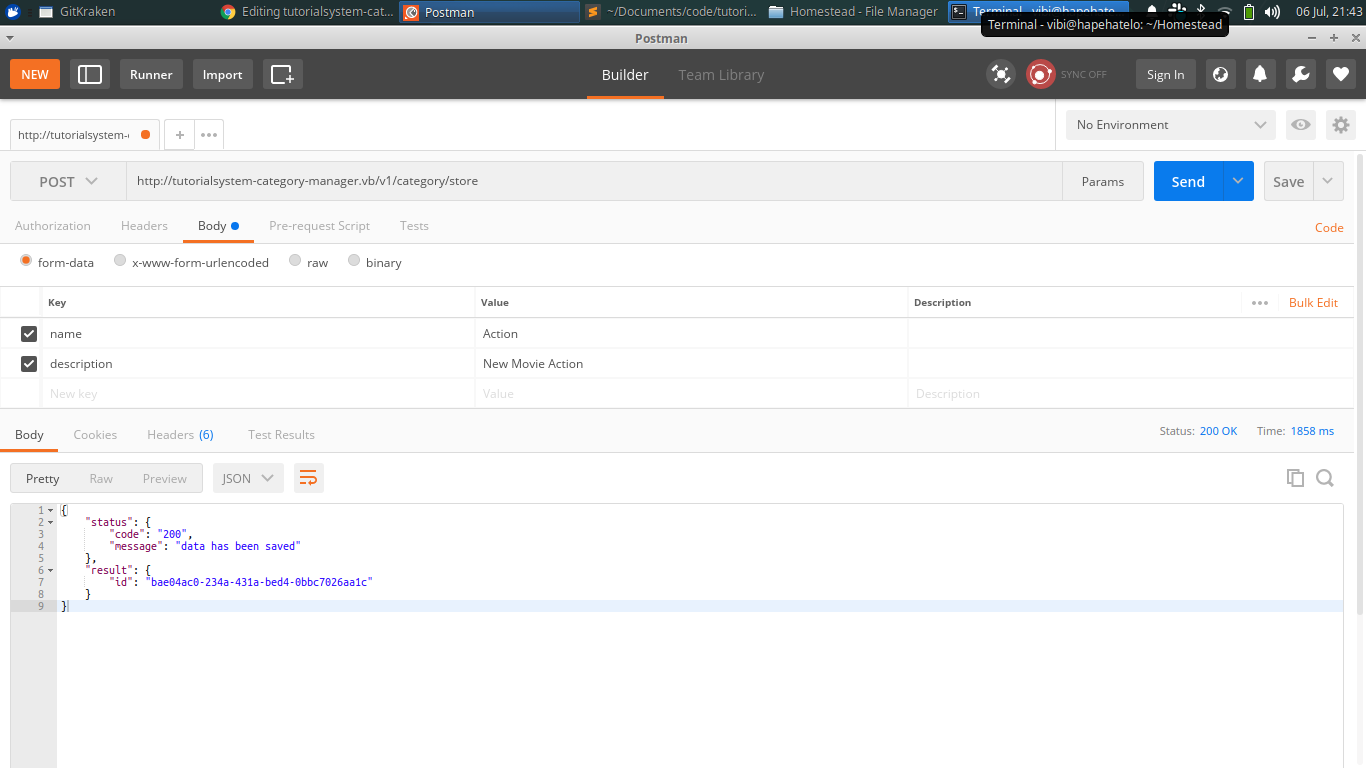 GitKraken
Editing tutorialsystem-cat...
Postman
~/Documents/code/tutori...
Homestead - File Manager
Terminal - vibi@hapehate...
06 Jul, 21:43
Terminal - vibi@hapehatelo: ~/Homestead
Postman
NEW
Runner
Import
Builder
Team Library
SYNC OFF
Sign In
http://tutorialsystem-
No Environment
POST
http://tutorialsystem-category-manager.vb/v1/category/store
Params
Send
Save
Authorization
Headers
Body
Pre-request Script
Tests
Code
form-data
x-www-form-urlencoded
raw
binary
Key
Value
Description
Bulk Edit
name
Action
description
New Movie Action
New key
Value
Description
Body
Cookies
Headers (6)
Test Results
Status: 200 OK
Time: 1858 ms
Pretty
Raw
Preview
JSON
1 {
2 "status": {
3 "code": "200",
4 "message": "data has been saved"
5 },
6 "result": {
7 "id": "bae04ac0-234a-431a-bed4-0bbc7026aa1c"
8 }
9 }